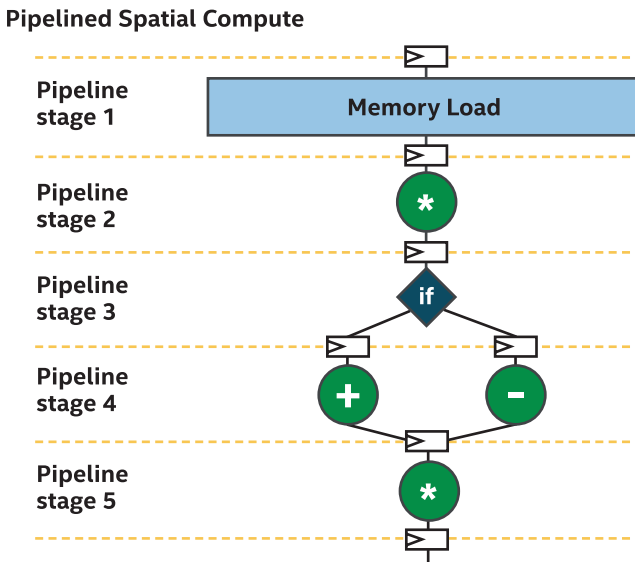 Pipelined Spatial Compute
Pipeline
stage 1
Memory Load
Pipeline
stage 2
*
Pipeline
stage 3
if
Pipeline
stage 4
+ -
Pipeline
stage 5
*